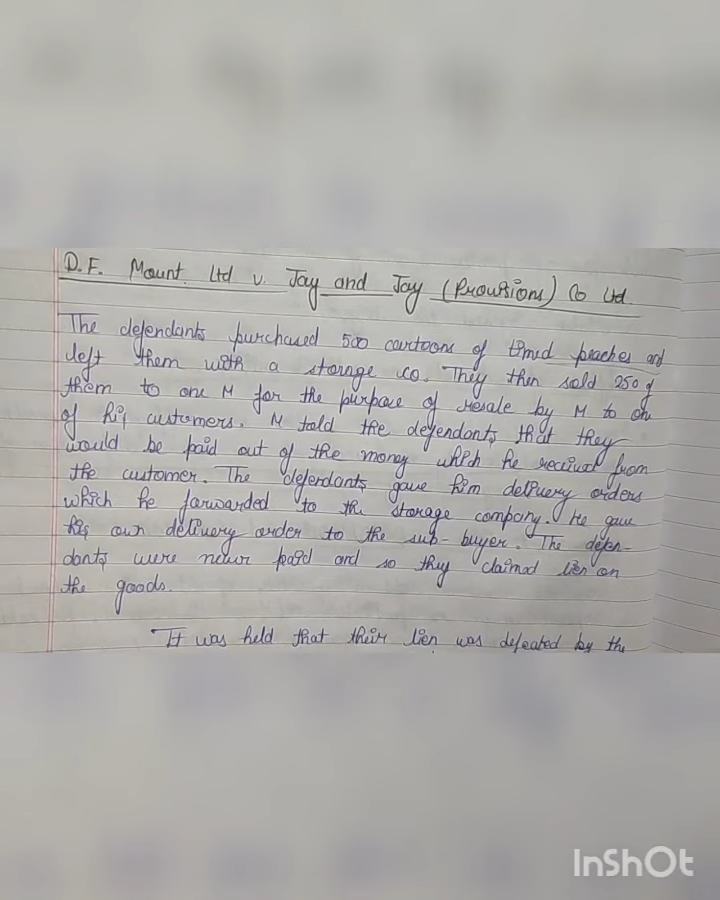 D.F. Mount Ltd v. Jay and Jay (Provisions) Co Ltd.
The defendants purchased 500 cartoons of tined peaches and
left them with a storage co. They then sold 250 of
them to one M for the purpose of resale by M to on
of his customers. M told the defendants that they
would be paid out of the money which he received from
the customer. The defendants gave him delivery orders
which he forwarded to the storage company. He gave
his own delivery order to the sub-buyer. The defen-
dants were never paid and so they claimed lien on
the goods.
It was held that their lien was defeated by the
InShOt